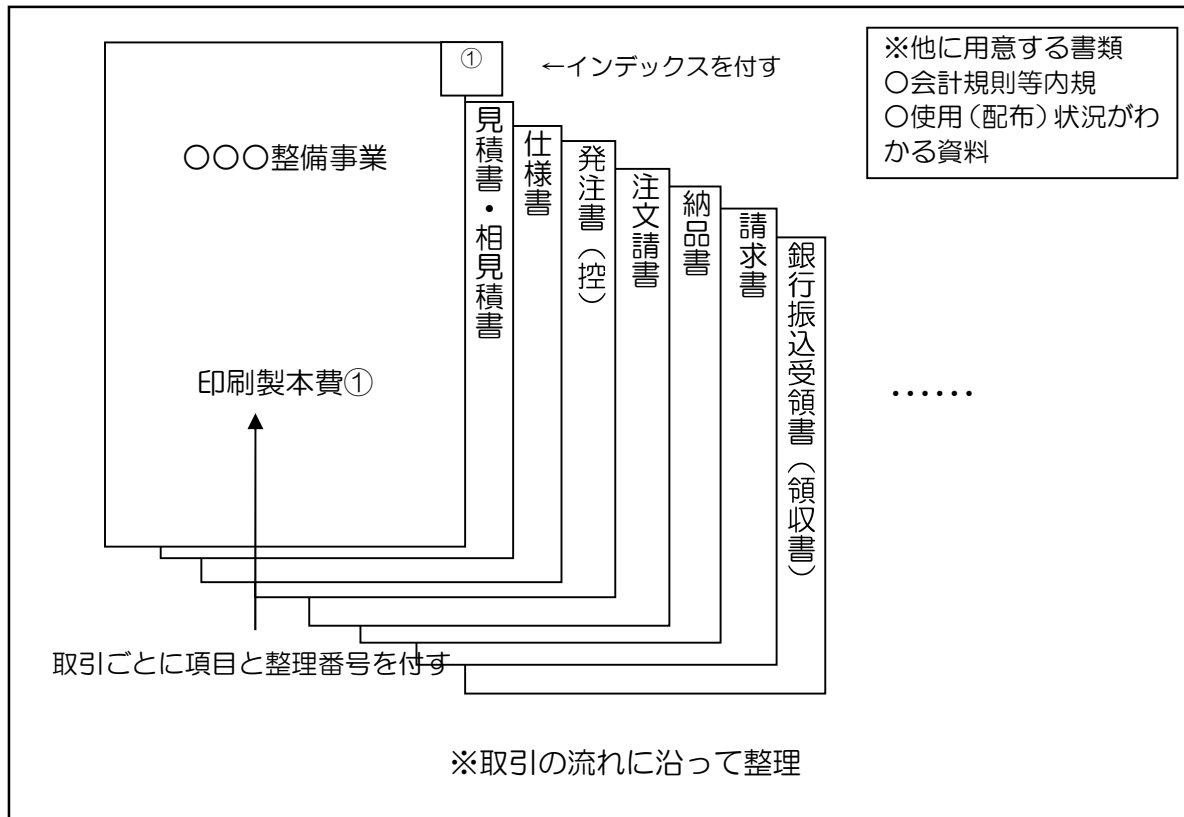 ①
←インデックスを付す
※他に用意する書類
○会計規則等内規
○使用(配布)状況がわ
かる資料
○○○整備事業
印刷製本費①
見積書・相見積書
仕様書
発注書(控)
注文請書
納品書
請求書
銀行振込受領書(領収書)
……
取引ごとに項目と整理番号を付す
※取引の流れに沿って整理